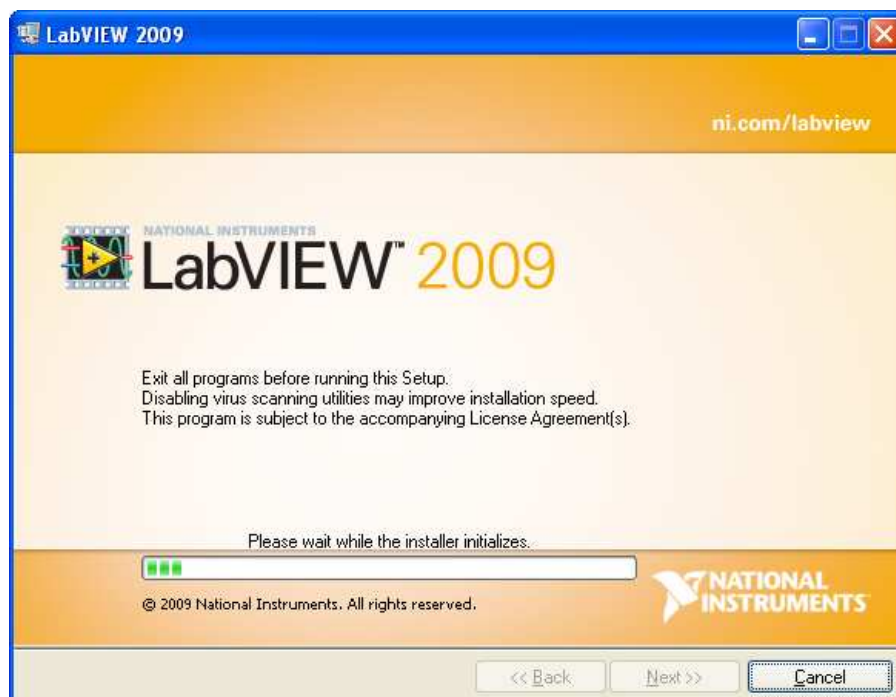 LabVIEW 2009
ni.com/labview
NATIONAL INSTRUMENTS
LabVIEW™ 2009
Exit all programs before running this Setup.
Disabling virus scanning utilities may improve installation speed.
This program is subject to the accompanying License Agreement(s).
Please wait while the installer initializes.
© 2009 National Instruments. All rights reserved.
NATIONAL
INSTRUMENTS
<< Back Next >> Cancel